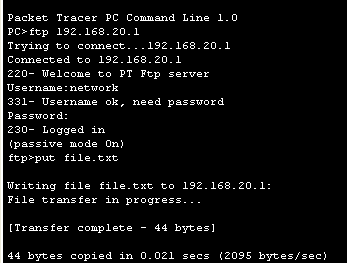 Packet Tracer PC Command Line 1.0
PC>ftp 192.168.20.1
Trying to connect...192.168.20.1
Connected to 192.168.20.1
220- Welcome to PT Ftp server
Username:network
331- Username ok, need password
Password:
230- Logged in
(passive mode On)
ftp>put file.txt
Writing file file.txt to 192.168.20.1:
File transfer in progress...
[Transfer complete - 44 bytes]
44 bytes copied in 0.021 secs (2095 bytes/sec)